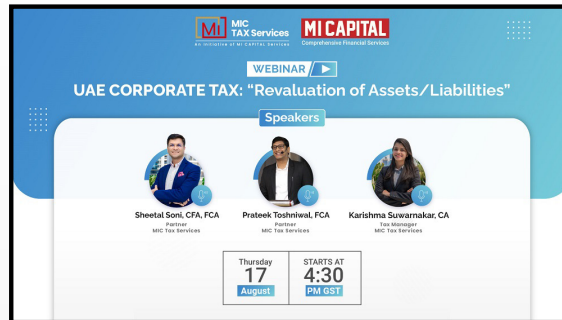 Mi
MIC
TAX Services
An Initiative of MI CAPITAL Services
MI CAPITAL
Comprehensive Financial Services
WEBINAR
UAE CORPORATE TAX: “Revaluation of Assets/Liabilities”
Speakers
Sheetal Soni, CFA, FCA
Partner
MIC Tax Services
Prateek Toshniwal, FCA
Partner
MIC Tax Services
Karishma Suwarnakar, CA
Tax Manager
MIC Tax Services
Thursday
17
August
STARTS AT
4:30
PM GST